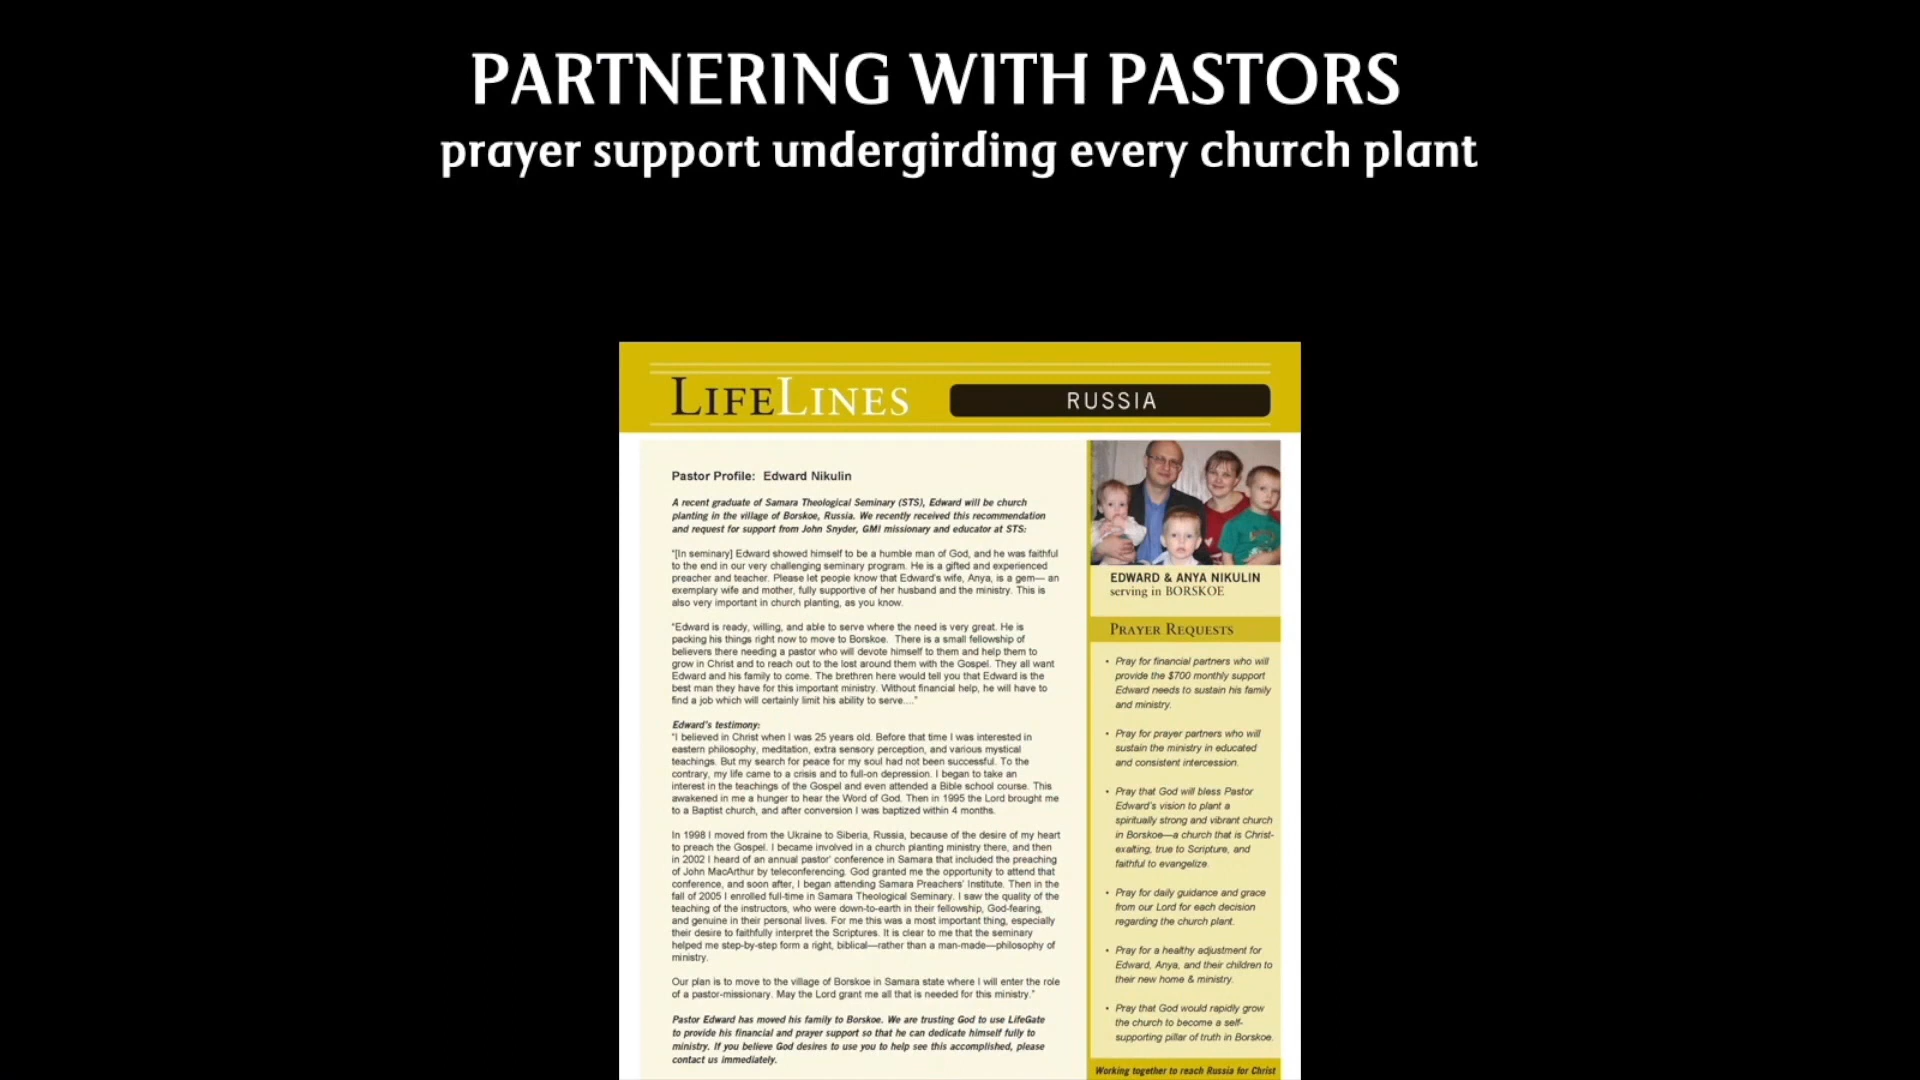 PARTNERING WITH PASTORS
prayer support undergirding every church plant
LIFELINES
RUSSIA
Pastor Profile: Edward Nikulin
A recent graduate of Samara Theological Seminary (STS), Edward will be church
planting in the village of Borskoe, Russia. We recently received this recommendation
and request for support from John Snyder, GMI missionary and educator at STS:
"[In seminary] Edward showed himself to be a humble man of God, and he was faithful
to the end in our very challenging seminary program. He is a gifted and experienced
preacher and teacher. Please let people know that Edward's wife, Anya, is a gem— an
exemplary wife and mother, fully supportive of her husband and the ministry. This is
also very important in church planting, as you know.
"Edward is ready, willing, and able to serve where the need is very great. He is
packing his things right now to move to Borskoe. There is a small fellowship of
believers there needing a pastor who will devote himself to them and help them to
grow in Christ and to reach out to the lost around them with the Gospel. They all want
Edward and his family to come. The brethren here would tell you that Edward is the
best man they have for this important ministry. Without financial help, he will have to
find a job which will certainly limit his ability to serve...."
Edward's testimony:
"I believed in Christ when I was 25 years old. Before that time I was interested in
eastern philosophy, meditation, extra sensory perception, and various mystical
teachings. But my search for peace for my soul had not been successful. To the
contrary, my life came to a crisis and to full-on depression. I began to take an
interest in the teachings of the Gospel and even attended a Bible school course. This
awakened in me a hunger to hear the Word of God. Then in 1995 the Lord brought me
to a Baptist church, and after conversion I was baptized within 4 months.
In 1998 I moved from the Ukraine to Siberia, Russia, because of the desire of my heart
to preach the Gospel. I became involved in a church planting ministry there, and then
in 2002 I heard of an annual pastor' conference in Samara that included the preaching
of John MacArthur by teleconferencing. God granted me the opportunity to attend that
conference, and soon after, I began attending Samara Preachers' Institute. Then in the
fall of 2005 I enrolled full-time in Samara Theological Seminary. I saw the quality of the
teaching of the instructors, who were down-to-earth in their fellowship, God-fearing,
and genuine in their personal lives. For me this was a most important thing, especially
their desire to faithfully interpret the Scriptures. It is clear to me that the seminary
helped me step-by-step form a right, biblical—rather than a man-made—philosophy of
ministry.
Our plan is to move to the village of Borskoe in Samara state where I will enter the role
of a pastor-missionary. May the Lord grant me all that is needed for this ministry."
Pastor Edward has moved his family to Borskoe. We are trusting God to use LifeGate
to provide his financial and prayer support so that he can dedicate himself fully to
ministry. If you believe God desires to use you to help see this accomplished, please
contact us immediately.
EDWARD & ANYA NIKULIN
serving in BORSKOE
PRAYER REQUESTS
• Pray for financial partners who will
provide the $700 monthly support
Edward needs to sustain his family
and ministry.
• Pray for prayer partners who will
sustain the ministry in educated
and consistent intercession.
• Pray that God will bless Pastor
Edward's vision to plant a
spiritually strong and vibrant church
in Borskoe—a church that is Christ-
exalting, true to Scripture, and
faithful to evangelize.
• Pray for daily guidance and grace
from our Lord for each decision
regarding the church plant.
• Pray for a healthy adjustment for
Edward, Anya, and their children to
their new home & ministry.
• Pray that God would rapidly grow
the church to become a self-
supporting pillar of truth in Borskoe.
Working together to reach Russia for Christ